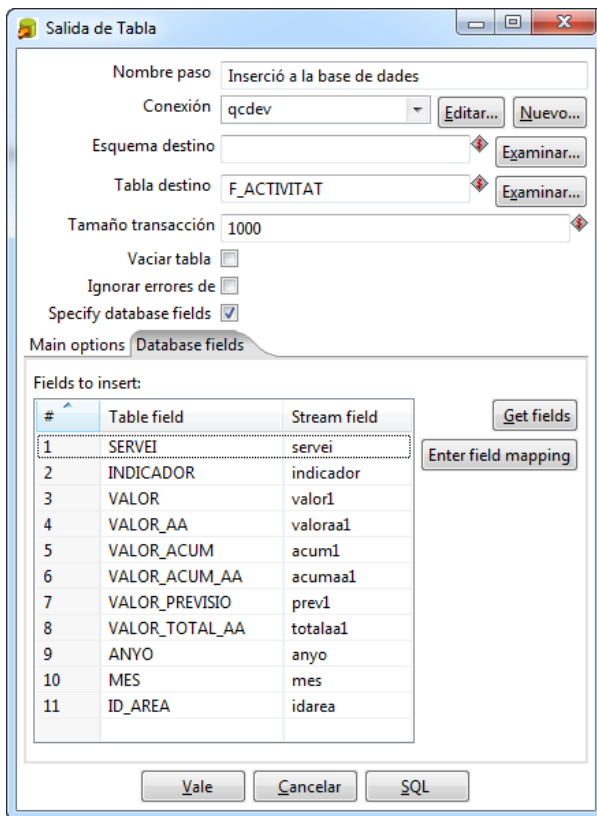 Salida de Tabla
Nombre paso Inserció a la base de dades
Conexión qcdev Editar... Nuevo...
Esquema destino Examinar...
Tabla destino F_ACTIVITAT Examinar...
Tamaño transacción 1000
Vaciar tabla
Ignorar errores de
Specify database fields
Main options Database fields
Fields to insert:
# Table field Stream field Get fields
1 SERVEI servei Enter field mapping
2 INDICADOR indicador
3 VALOR valor1
4 VALOR_AA valoraa1
5 VALOR_ACUM acum1
6 VALOR_ACUM_AA acumaa1
7 VALOR_PREVISIO prev1
8 VALOR_TOTAL_AA totalaa1
9 ANYO anyo
10 MES mes
11 ID_AREA idarea
Vale Cancelar SQL